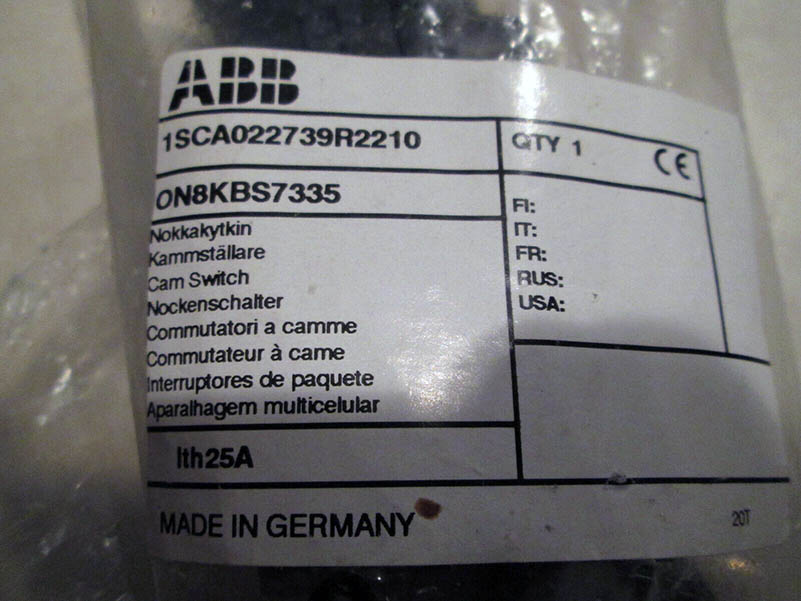 ABB
1SCA022739R2210
QTY 1
CE
ON8KBS7335
FI:
IT:
FR:
RUS:
USA:
Nokkakytkin
Kammställare
Cam Switch
Nockenschalter
Commutatori a camme
Commutateur à came
Interruptores de paquete
Aparalhagem multicelular
Ith25A
MADE IN GERMANY
20T